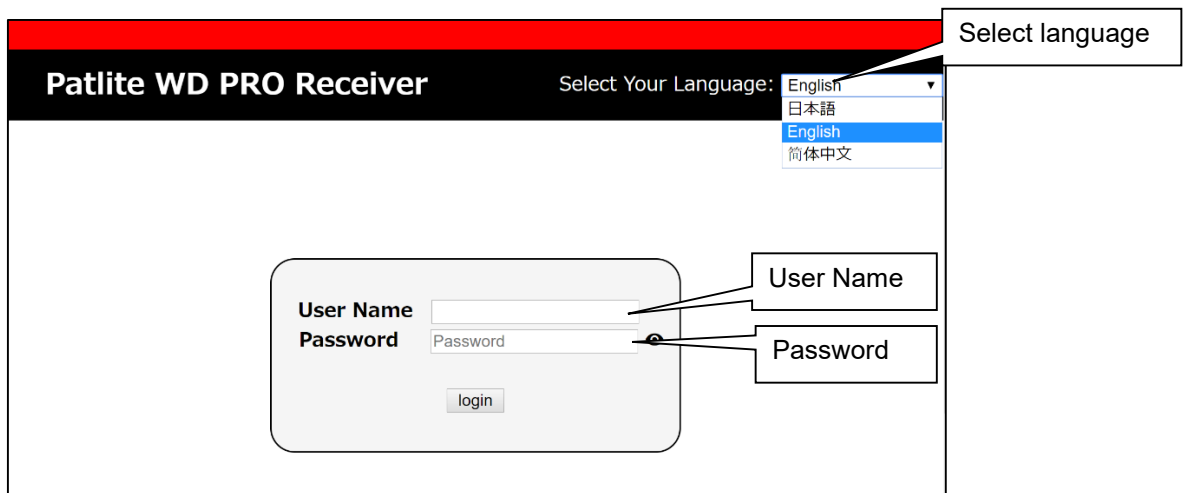 Select language
Patlite WD PRO Receiver
Select Your Language: English
日本語
English
简体中文
User Name
User Name
Password Password
Password
login